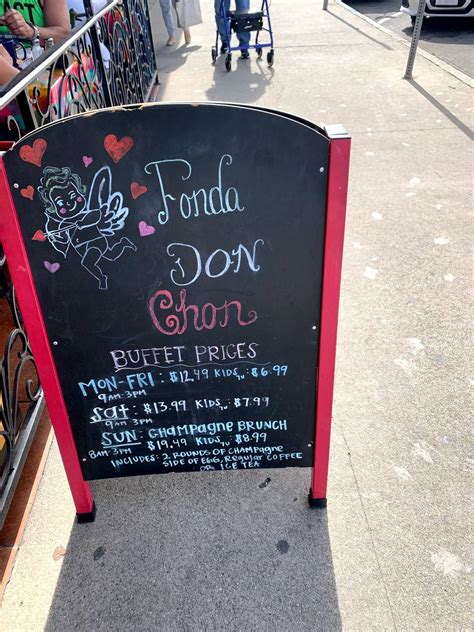 Fonda
DON
Chon
BUFFET PRICES
MON-FRI : $12.49 KIDS : $6.99
9AM-3PM
Sat : $13.99 KIDS : $7.99
9AM-3PM
SUN: CHAMPAGNE BRUNCH
8AM-3PM $19.49 KIDS : $8.99
INCLUDES: 2 ROUNDS OF CHAMPAGNE
SIDE OF EGG, REGULAR COFFEE
OR ICE TEA